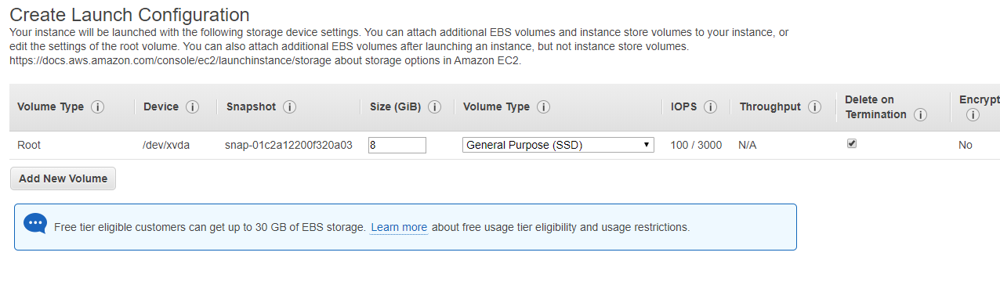 Create Launch Configuration
Your instance will be launched with the following storage device settings. You can attach additional EBS volumes and instance store volumes to your instance, or
edit the settings of the root volume. You can also attach additional EBS volumes after launching an instance, but not instance store volumes.
https://docs.aws.amazon.com/console/ec2/launchinstance/storage about storage options in Amazon EC2.
Volume Type i Device i Snapshot i Size (GiB) i Volume Type i IOPS i Throughput i Delete on Termination i Encrypt i
Root /dev/xvda snap-01c2a12200f320a03 8 General Purpose (SSD) 100 / 3000 N/A No
Add New Volume
Free tier eligible customers can get up to 30 GB of EBS storage. Learn more about free usage tier eligibility and usage restrictions.